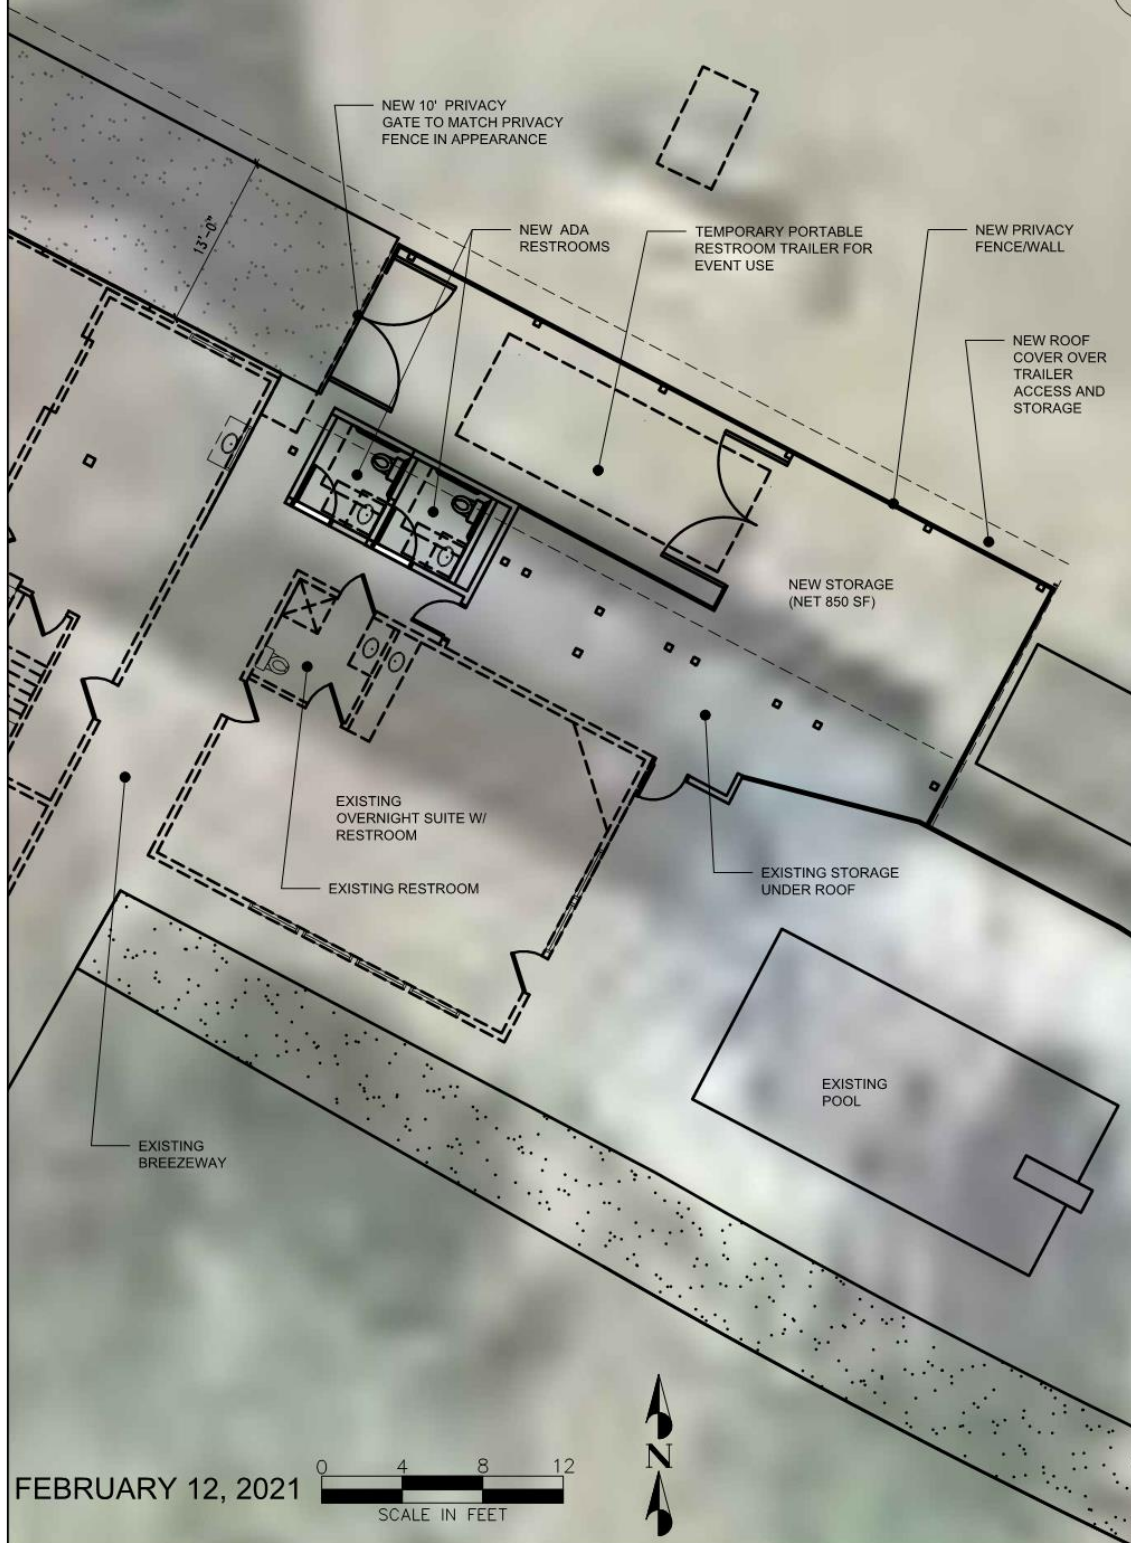 NEW 10' PRIVACY
GATE TO MATCH PRIVACY
FENCE IN APPEARANCE
13'-0"
NEW ADA
RESTROOMS
TEMPORARY PORTABLE
RESTROOM TRAILER FOR
EVENT USE
NEW PRIVACY
FENCE/WALL
NEW ROOF
COVER OVER
TRAILER
ACCESS AND
STORAGE
NEW STORAGE
(NET 850 SF)
EXISTING
OVERNIGHT SUITE W/
RESTROOM
EXISTING RESTROOM
EXISTING STORAGE
UNDER ROOF
EXISTING
POOL
EXISTING
BREEZEWAY
N
FEBRUARY 12, 2021
0 4 8 12
SCALE IN FEET